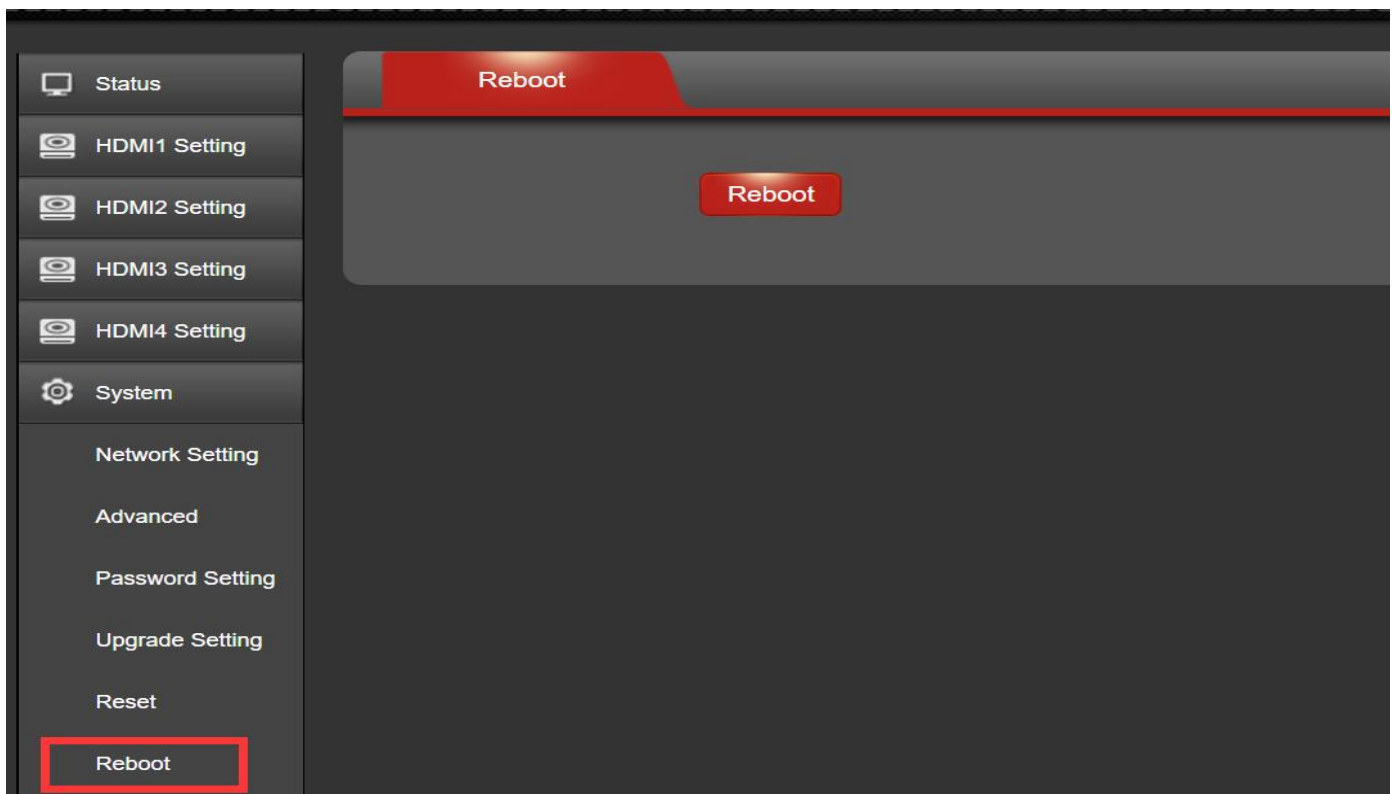 Status
HDMI1 Setting
HDMI2 Setting
HDMI3 Setting
HDMI4 Setting
System
Network Setting
Advanced
Password Setting
Upgrade Setting
Reset
Reboot
Reboot
Reboot